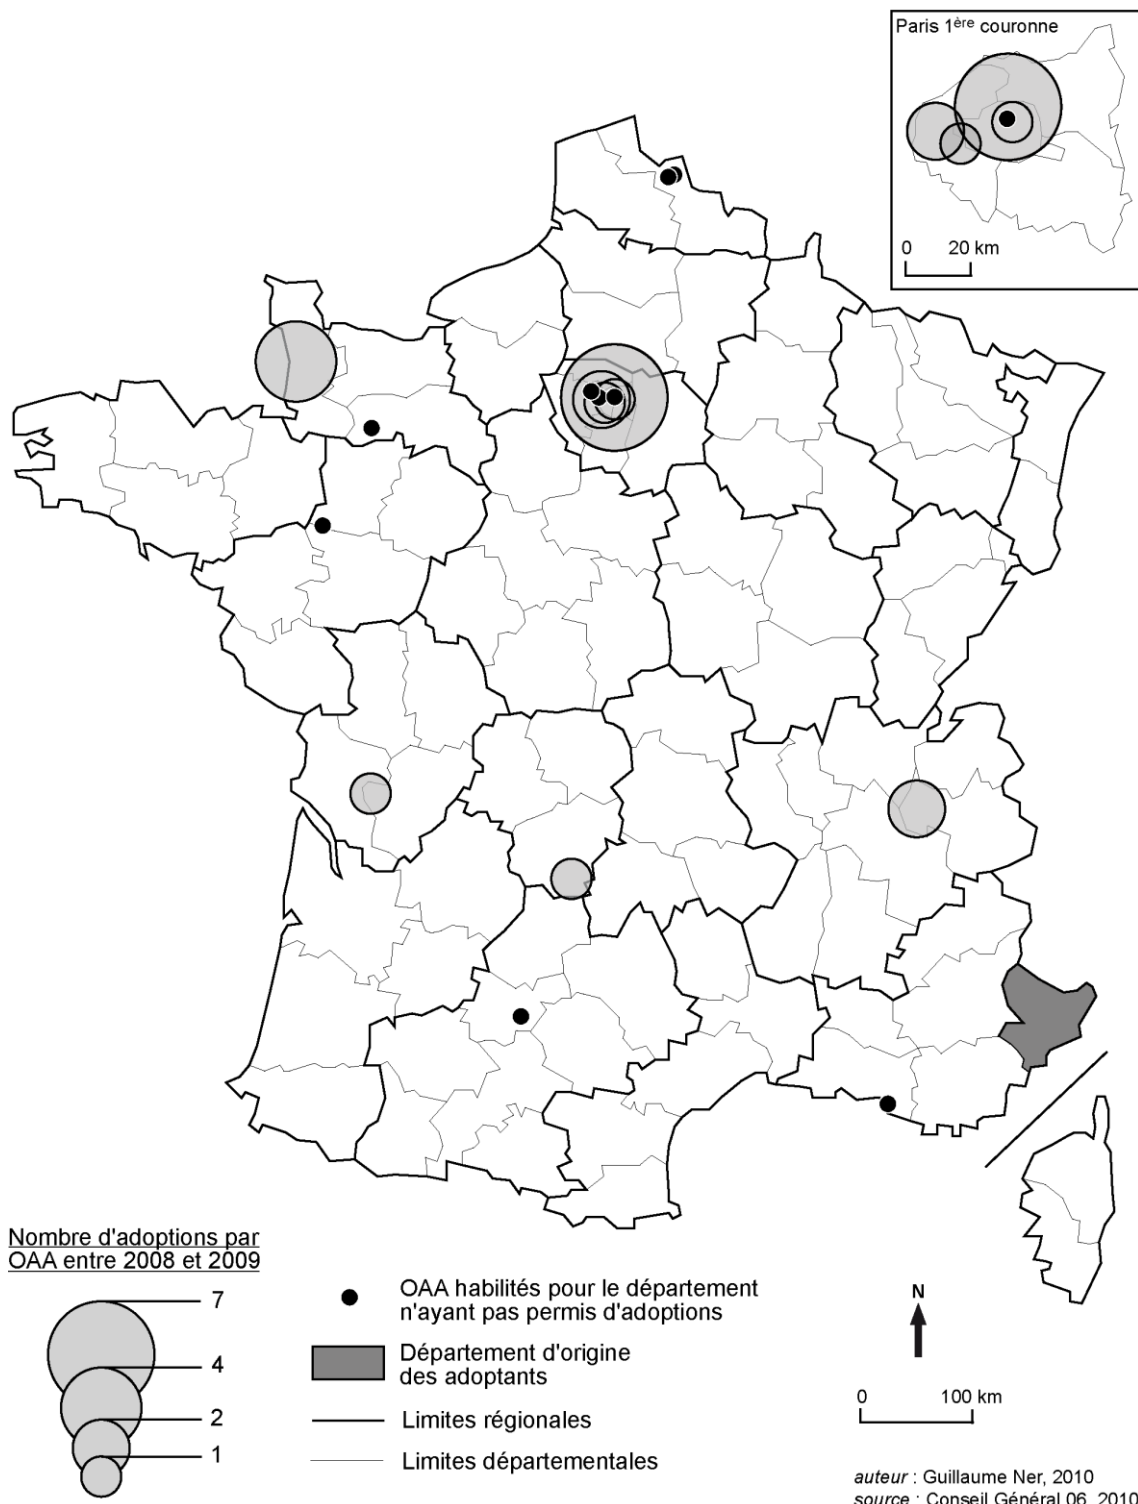 Paris 1ère couronne
0 20 km
Nombre d'adoptions par
OAA entre 2008 et 2009
7
4
2
1
OAA habilités pour le département
n'ayant pas permis d'adoptions
Département d'origine
des adoptants
Limites régionales
Limites départementales
N
0 100 km
auteur : Guillaume Ner, 2010
source : Conseil Général 06, 2010